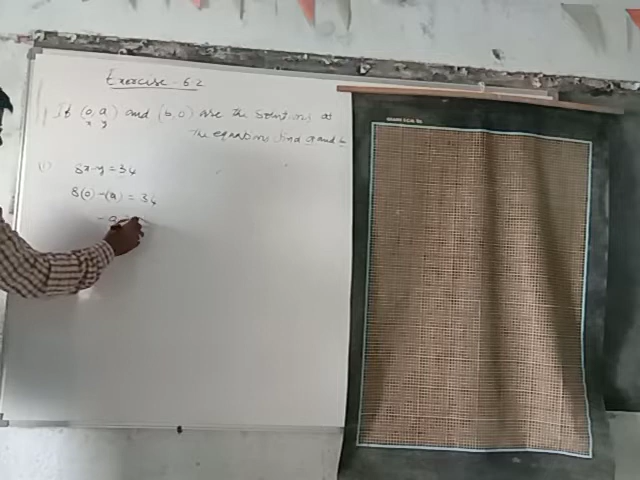 Exercise - 6.2
If (0, a) and (b, 0) are the solutions of
x y
the equations find a and b
(i) 8x-y = 34
8(0) -(a) = 34
-a =